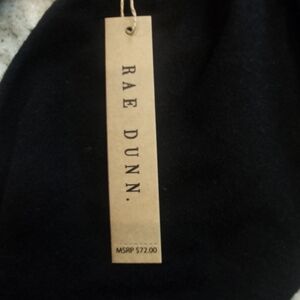 RAE DUNN.
MSRP $72.00